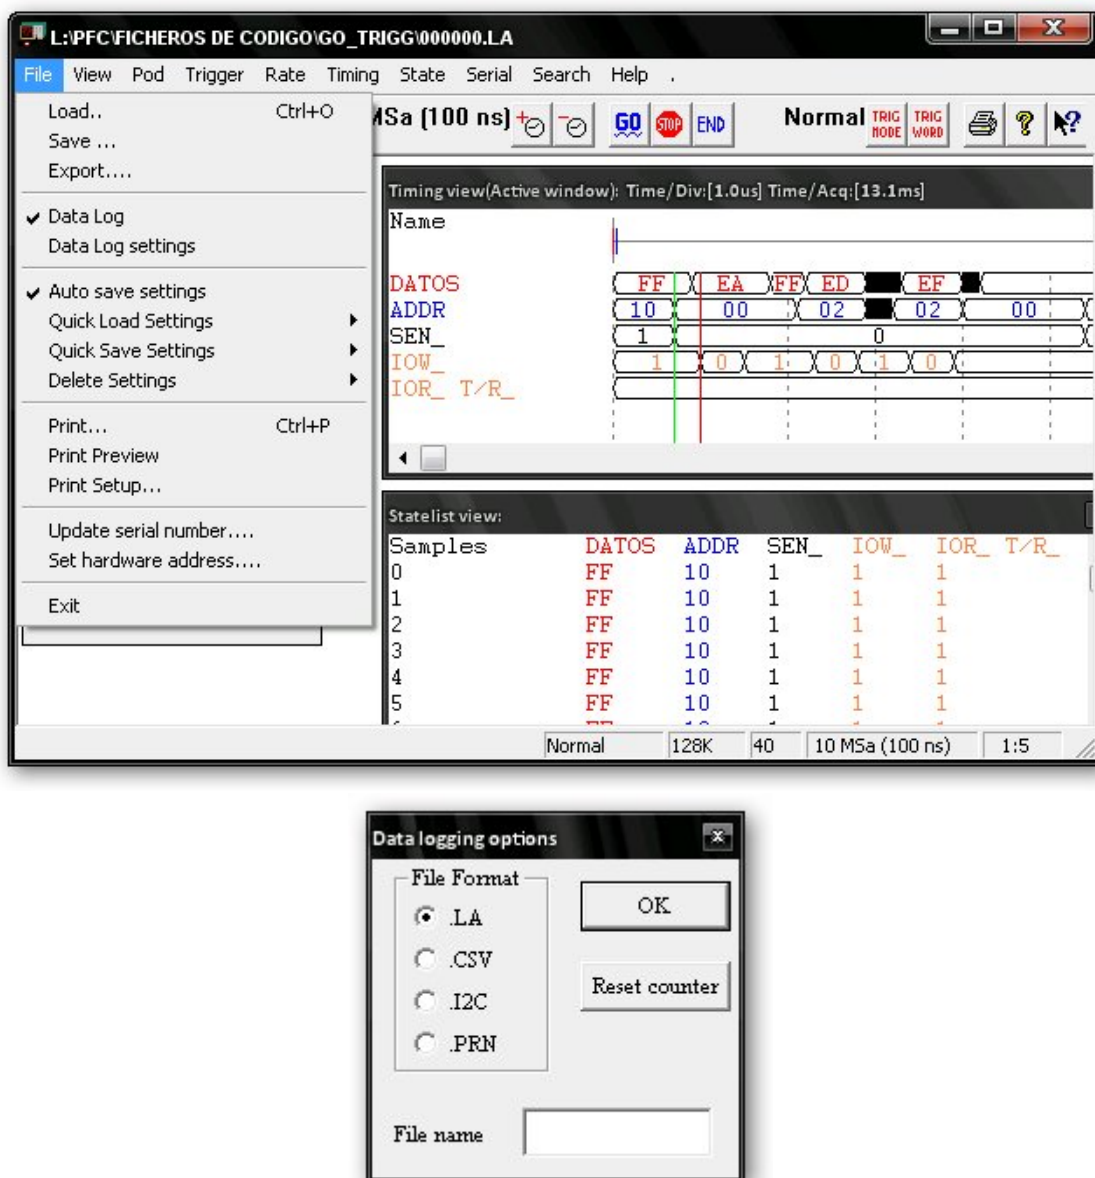 L:\PFC\FICHEROS DE CODIGO\GO_TRIGG\000000.LA
File View Pod Trigger Rate Timing State Serial Search Help .
MSa (100 ns) GO STOP END Normal TRIG MODE TRIG WORD
Load.. Ctrl+O
Save ...
Export....
Data Log
Data Log settings
Auto save settings
Quick Load Settings
Quick Save Settings
Delete Settings
Print... Ctrl+P
Print Preview
Print Setup...
Update serial number....
Set hardware address....
Exit
Timing view(Active window): Time/Div:[1.0us] Time/Acq:[13.1ms]
Name
DATOS FF EA FF ED EF
ADDR 10 00 02 02 00
SEN_ 1 0
IOW_ 1 0 1 0 1 0
IOR_ T/R_
Statelist view:
Samples DATOS ADDR SEN_ IOW_ IOR_ T/R_
0 FF 10 1 1 1
1 FF 10 1 1 1
2 FF 10 1 1 1
3 FF 10 1 1 1
4 FF 10 1 1 1
5 FF 10 1 1 1
Normal 128K 40 10 MSa (100 ns) 1:5
Data logging options
File Format
.LA
.CSV
.I2C
.PRN
OK
Reset counter
File name